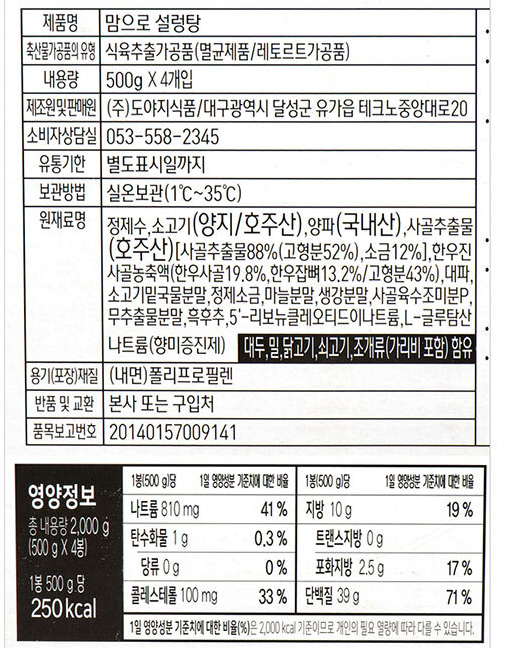 제품명 맘으로 설렁탕
축산물가공품의 유형 식육추출가공품(멸균제품/레토르트가공품)
내용량 500g X 4개입
제조원 및 판매원 (주)도야지식품/대구광역시 달성군 유가읍 테크노중앙대로20
소비자상담실 053-558-2345
유통기한 별도표시일까지
보관방법 실온보관(1℃~35℃)
원재료명 정제수,소고기(양지/호주산),양파(국내산),사골추출물
(호주산)[사골추출물88%(고형분52%),소금12%],한우진
사골농축액(한우사골19.8%,한우잡뼈13.2%/고형분43%),대파,
소고기밑국물분말,정제소금,마늘분말,생강분말,사골육수조미분P,
무추출물분말,흑후추,5'-리보뉴클레오티드이나트륨,L-글루탐산
나트륨(향미증진제) 대두,밀,닭고기,쇠고기,조개류(가리비 포함) 함유
용기(포장)재질 (내면)폴리프로필렌
반품 및 교환 본사 또는 구입처
품목보고번호 20140157009141
영양정보
총 내용량 2,000 g
(500 g X 4봉)
1봉 500 g 당
250 kcal
1봉(500 g)당 1일 영양성분 기준치에 대한 비율
나트륨 810 mg 41 %
탄수화물 1 g 0.3 %
당류 0 g 0 %
콜레스테롤 100 mg 33 %
1봉(500 g)당 1일 영양성분 기준치에 대한 비율
지방 10 g 19 %
트랜스지방 0 g
포화지방 2.5 g 17 %
단백질 39 g 71 %
1일 영양성분 기준치에 대한 비율(%)은 2,000 kcal 기준이므로 개인의 필요 열량에 따라 다를 수 있습니다.